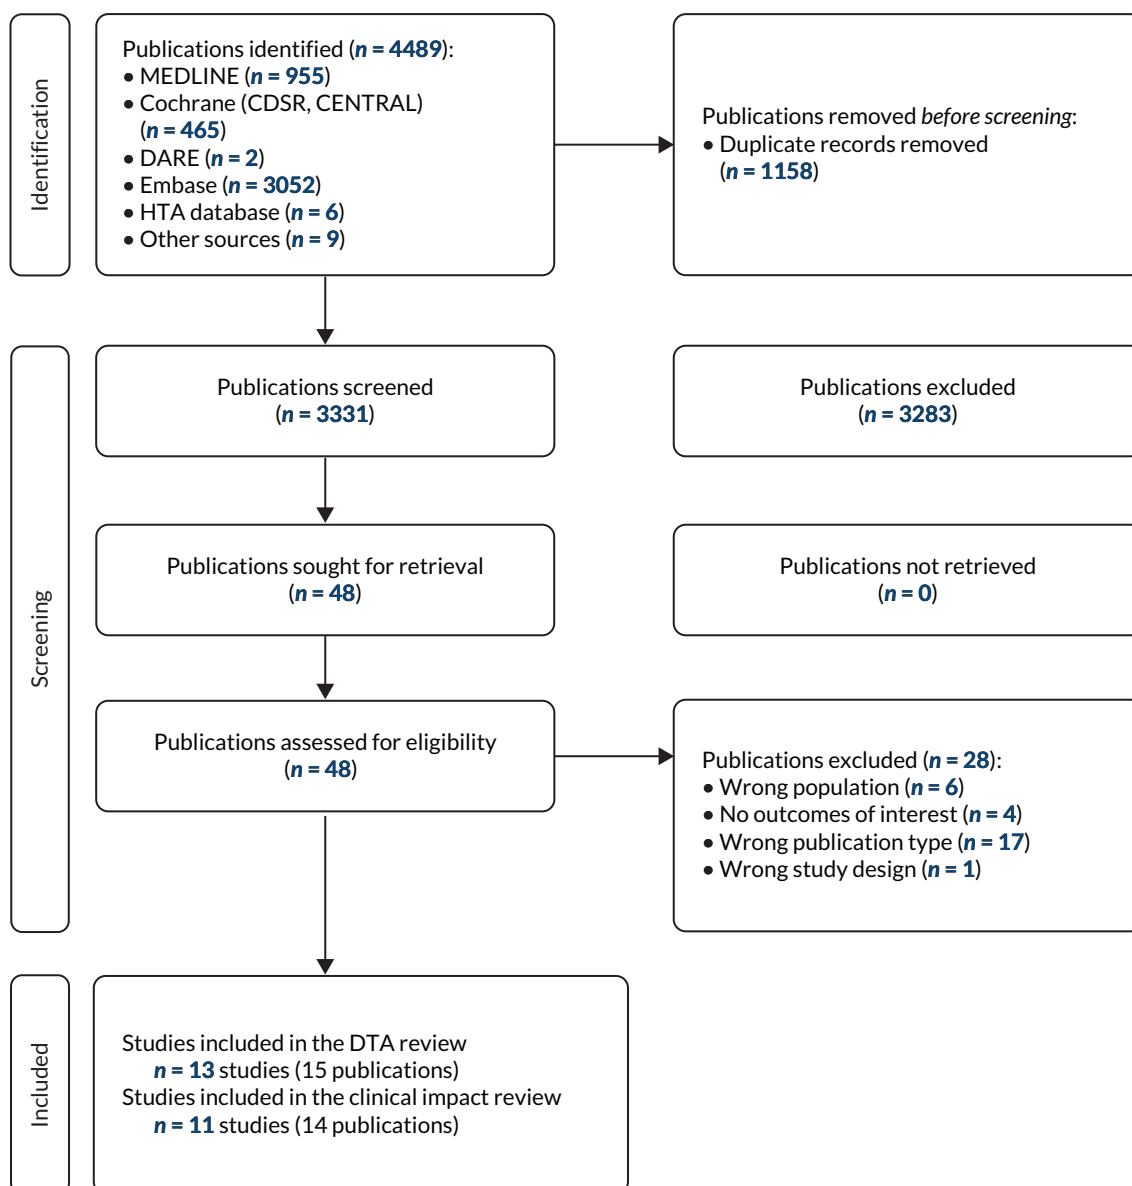 Identification
Publications identified (n = 4489):
• MEDLINE (n = 955)
• Cochrane (CDSR, CENTRAL)
(n = 465)
• DARE (n = 2)
• Embase (n = 3052)
• HTA database (n = 6)
• Other sources (n = 9)
Publications removed before screening:
• Duplicate records removed
(n = 1158)
Screening
Publications screened
(n = 3331)
Publications excluded
(n = 3283)
Publications sought for retrieval
(n = 48)
Publications not retrieved
(n = 0)
Publications assessed for eligibility
(n = 48)
Publications excluded (n = 28):
• Wrong population (n = 6)
• No outcomes of interest (n = 4)
• Wrong publication type (n = 17)
• Wrong study design (n = 1)
Included
Studies included in the DTA review
n = 13 studies (15 publications)
Studies included in the clinical impact review
n = 11 studies (14 publications)